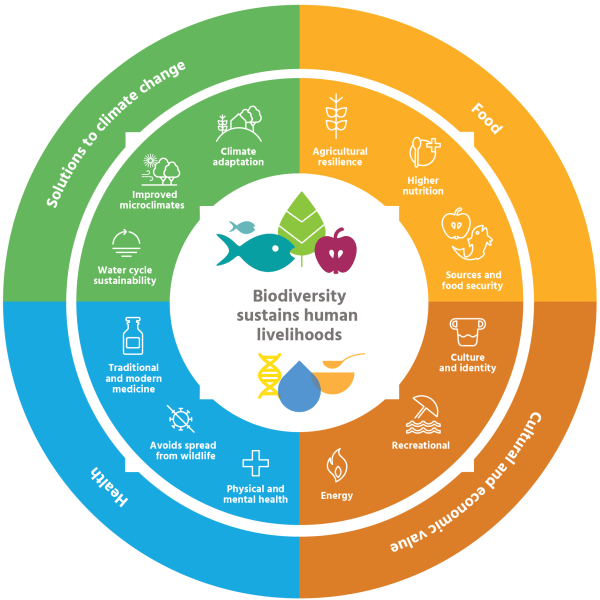 Solutions to climate change
Food
Climate
adaptation
Agricultural
resilience
Improved
microclimates
Higher
nutrition
Water cycle
sustainability
Sources and
food security
Biodiversity
sustains human
livelihoods
Traditional
and modern
medicine
Culture
and identity
Avoids spread
from wildlife
Recreational
Physical and
mental health
Energy
Health
Cultural and economic value